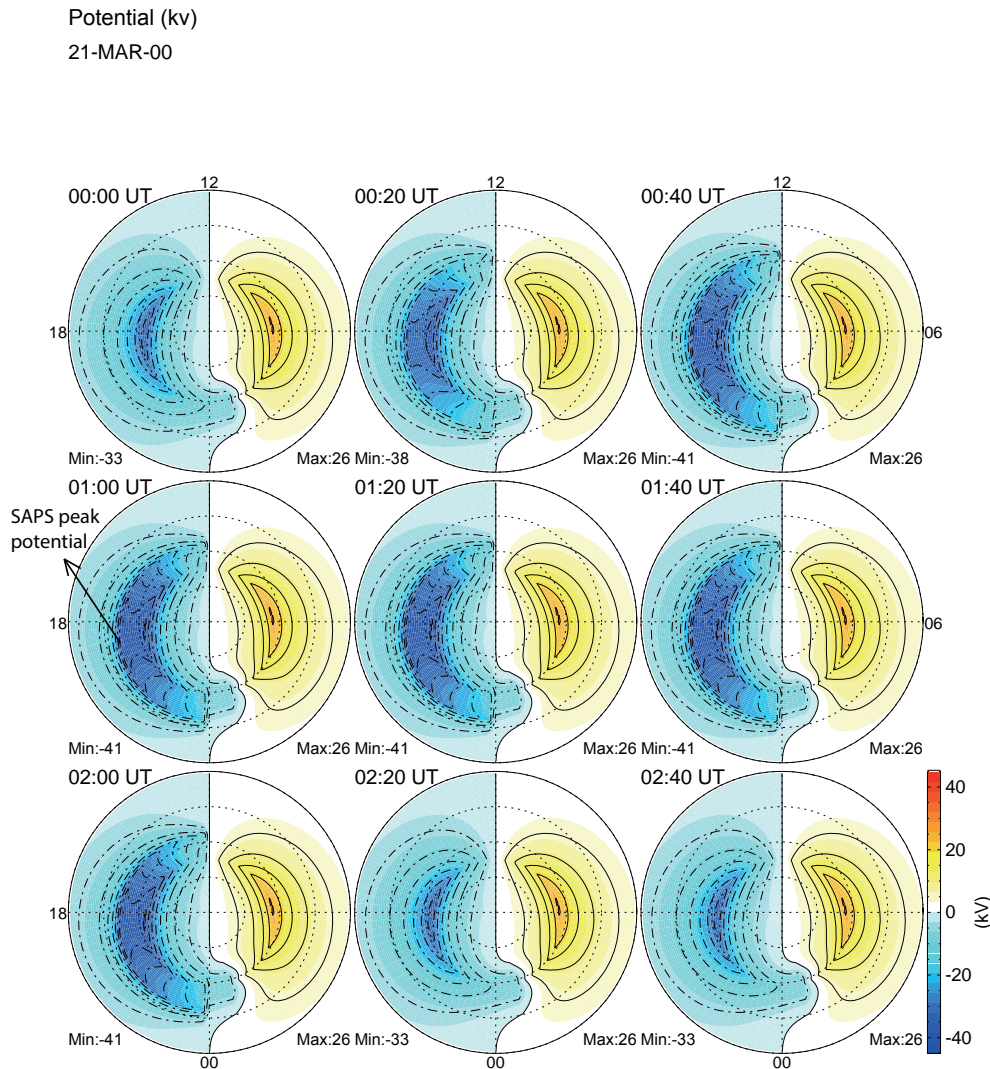 Potential (kv)
21-MAR-00
12 12 12
00:00 UT 00:20 UT 00:40 UT
18 06
Min:-33 Max:26 Min:-38 Max:26 Min:-41 Max:26
01:00 UT 01:20 UT 01:40 UT
SAPS peak
potential
18 06
Min:-41 Max:26 Min:-41 Max:26 Min:-41 Max:26
02:00 UT 02:20 UT 02:40 UT
18
Min:-41 Max:26 Min:-33 Max:26 Min:-33 Max:26
00 00 00
40
20
0
-20
-40
(kV)